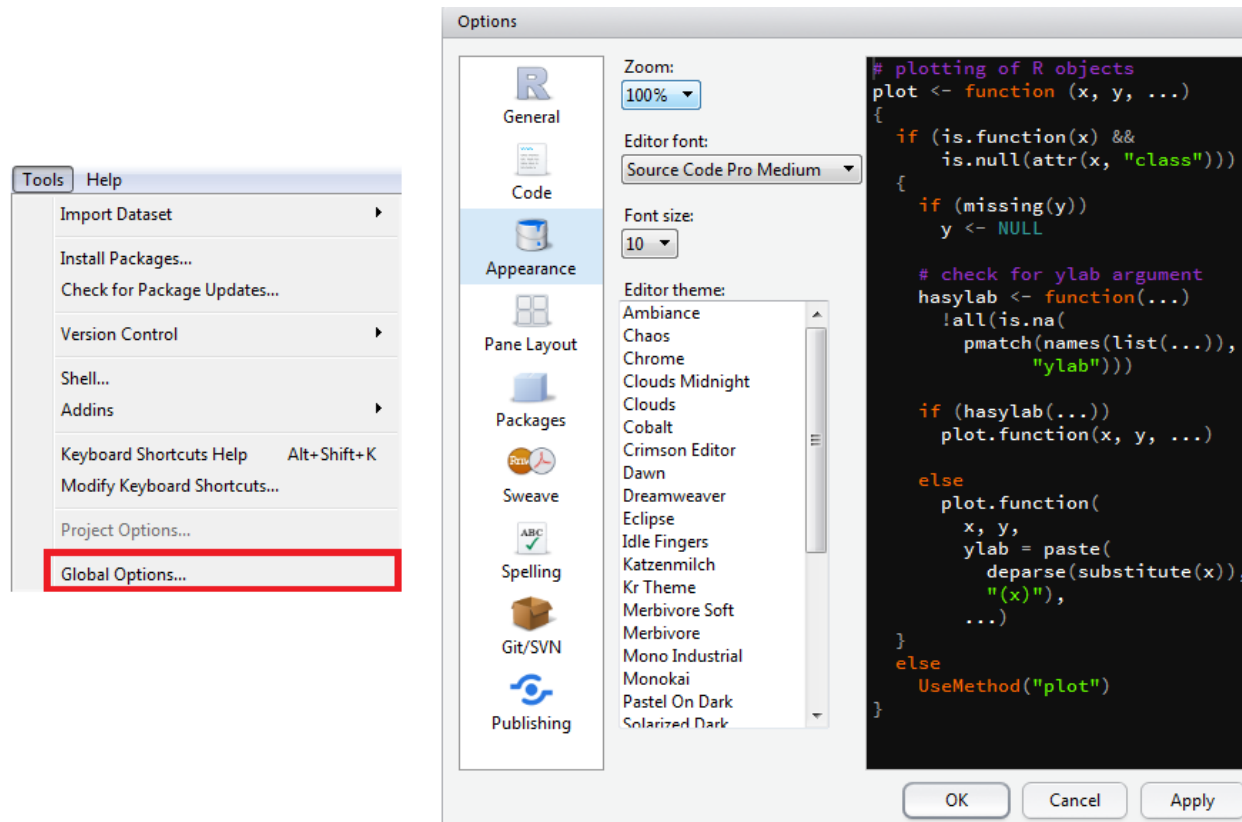 Tools Help
Import Dataset
Install Packages...
Check for Package Updates...
Version Control
Shell...
Addins
Keyboard Shortcuts Help Alt+Shift+K
Modify Keyboard Shortcuts...
Project Options...
Global Options...
Options
R
General
Code
Appearance
Pane Layout
Packages
Rnw
Sweave
ABC
Spelling
Git/SVN
Publishing
Zoom:
100%
Editor font:
Source Code Pro Medium
Font size:
10
Editor theme:
Ambiance
Chaos
Chrome
Clouds Midnight
Clouds
Cobalt
Crimson Editor
Dawn
Dreamweaver
Eclipse
Idle Fingers
Katzenmilch
Kr Theme
Merbivore Soft
Merbivore
Mono Industrial
Monokai
Pastel On Dark
Solarized Dark
# plotting of R objects
plot <- function (x, y, ...)
{
  if (is.function(x) &&
      is.null(attr(x, "class")))
  {
    if (missing(y))
      y <- NULL

    # check for ylab argument
    hasylab <- function(...)
      !all(is.na(
        pmatch(names(list(...)),
              "ylab")))

    if (hasylab(...))
      plot.function(x, y, ...)

    else
      plot.function(
        x, y,
        ylab = paste(
          deparse(substitute(x)),
          "(x)"),
        ...)
  }
  else
    UseMethod("plot")
}
OK Cancel Apply